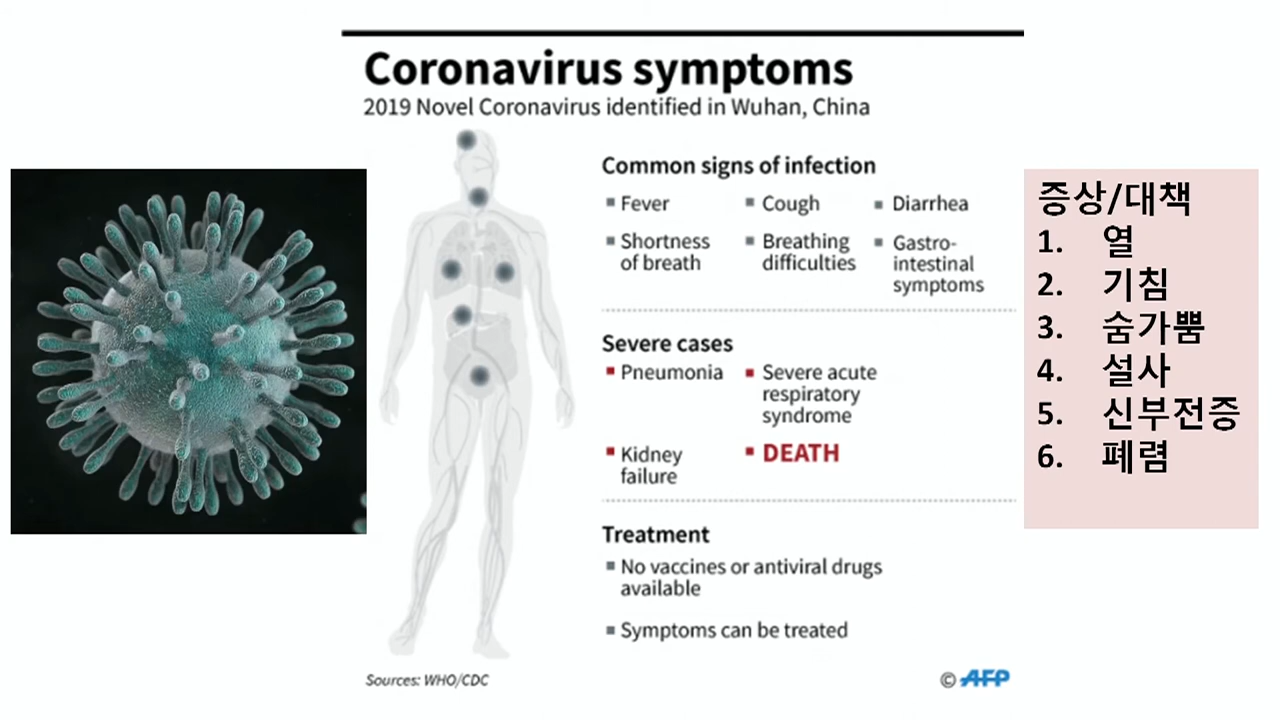 Coronavirus symptoms
2019 Novel Coronavirus identified in Wuhan, China
Common signs of infection
▪ Fever
▪ Cough
▪ Diarrhea
▪ Shortness
of breath
▪ Breathing
difficulties
▪ Gastro-
intestinal
symptoms
Severe cases
▪ Pneumonia
▪ Severe acute
respiratory
syndrome
▪ Kidney
failure
▪ DEATH
Treatment
▪ No vaccines or antiviral drugs
available
▪ Symptoms can be treated
Sources: WHO/CDC
© AFP
증상/대책
1. 열
2. 기침
3. 숨가뿜
4. 설사
5. 신부전증
6. 폐렴